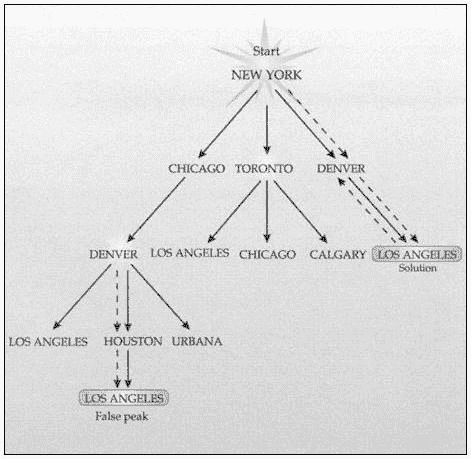 Start
NEW YORK
CHICAGO TORONTO DENVER
DENVER LOS ANGELES CHICAGO CALGARY LOS ANGELES
Solution
LOS ANGELES HOUSTON URBANA
LOS ANGELES
False peak